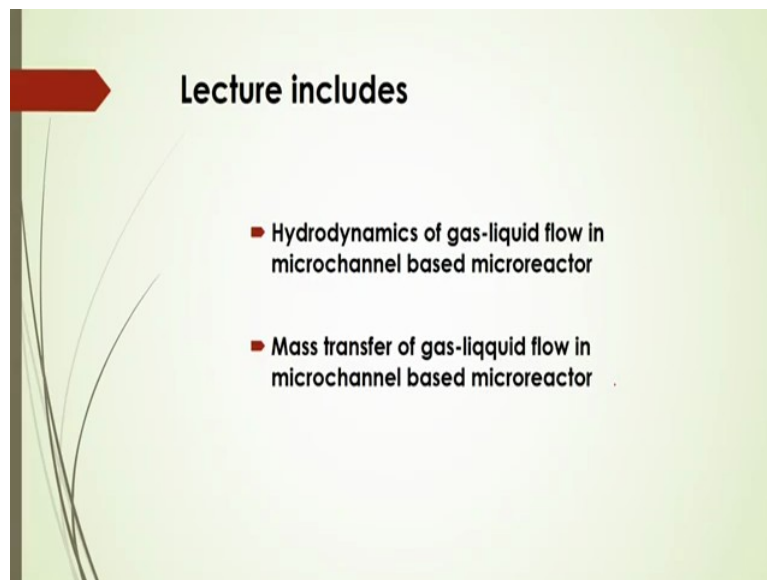 Lecture includes
Hydrodynamics of gas-liquid flow in
microchannel based microreactor
Mass transfer of gas-liqquid flow in
microchannel based microreactor